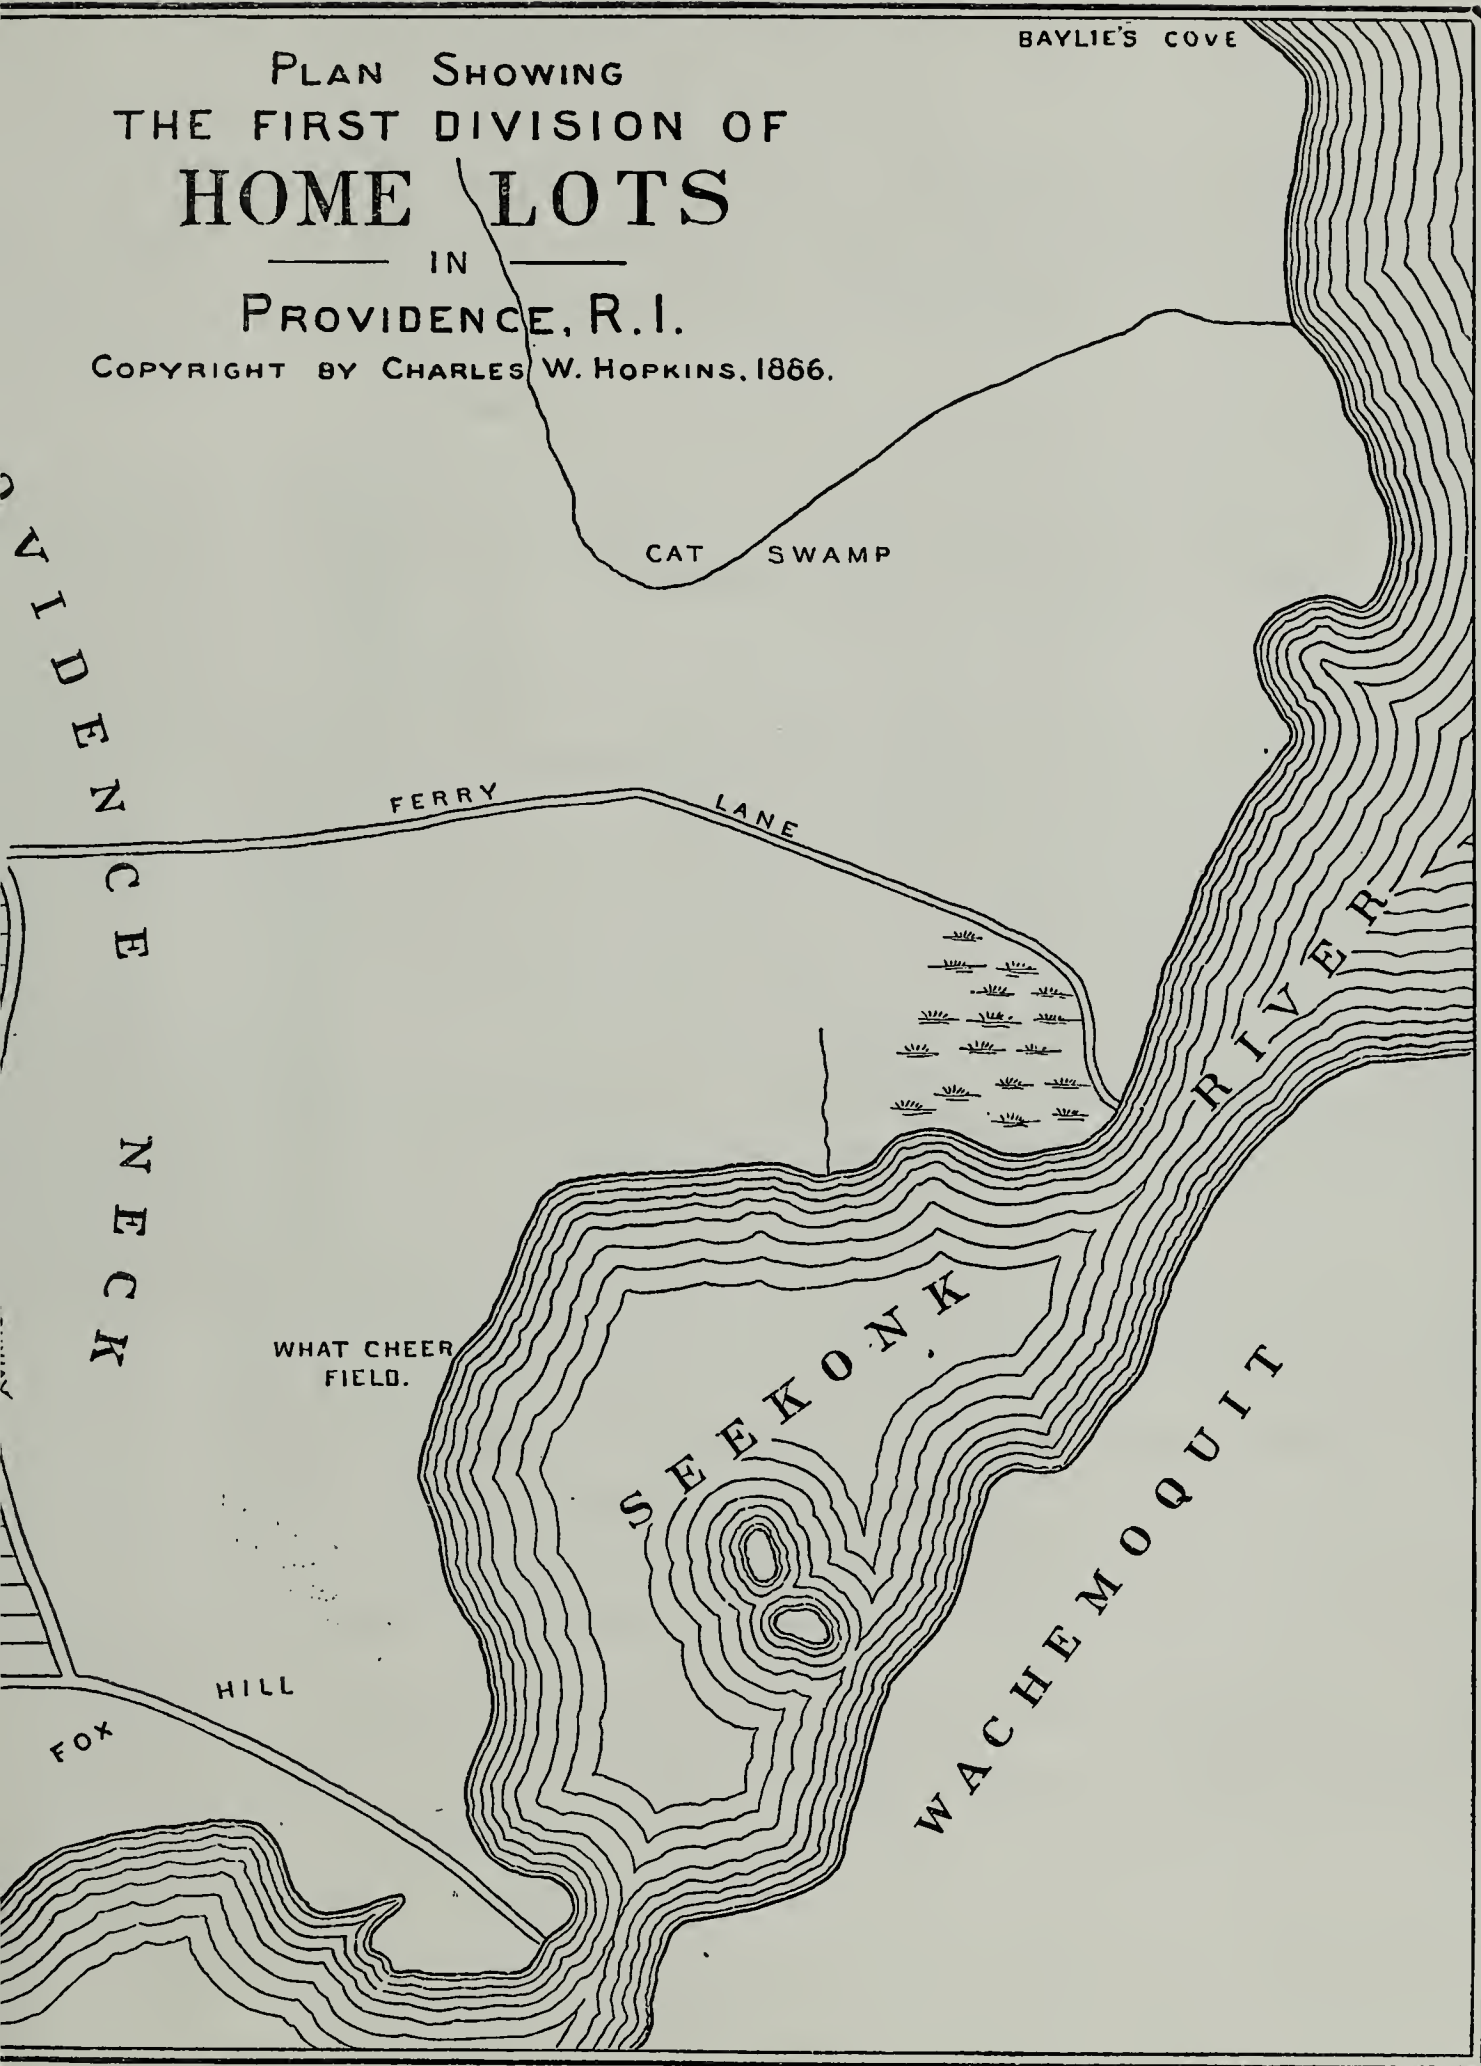 BAYLIE'S COVE
PLAN SHOWING
THE FIRST DIVISION OF
HOME LOTS
IN
PROVIDENCE, R.I.
COPYRIGHT BY CHARLES W. HOPKINS, 1886.
CAT SWAMP
OVIDENCE NECK
FERRY LANE
SEEKONK RIVER
WHAT CHEER
FIELD.
WACHEMOQUIT
FOX HILL